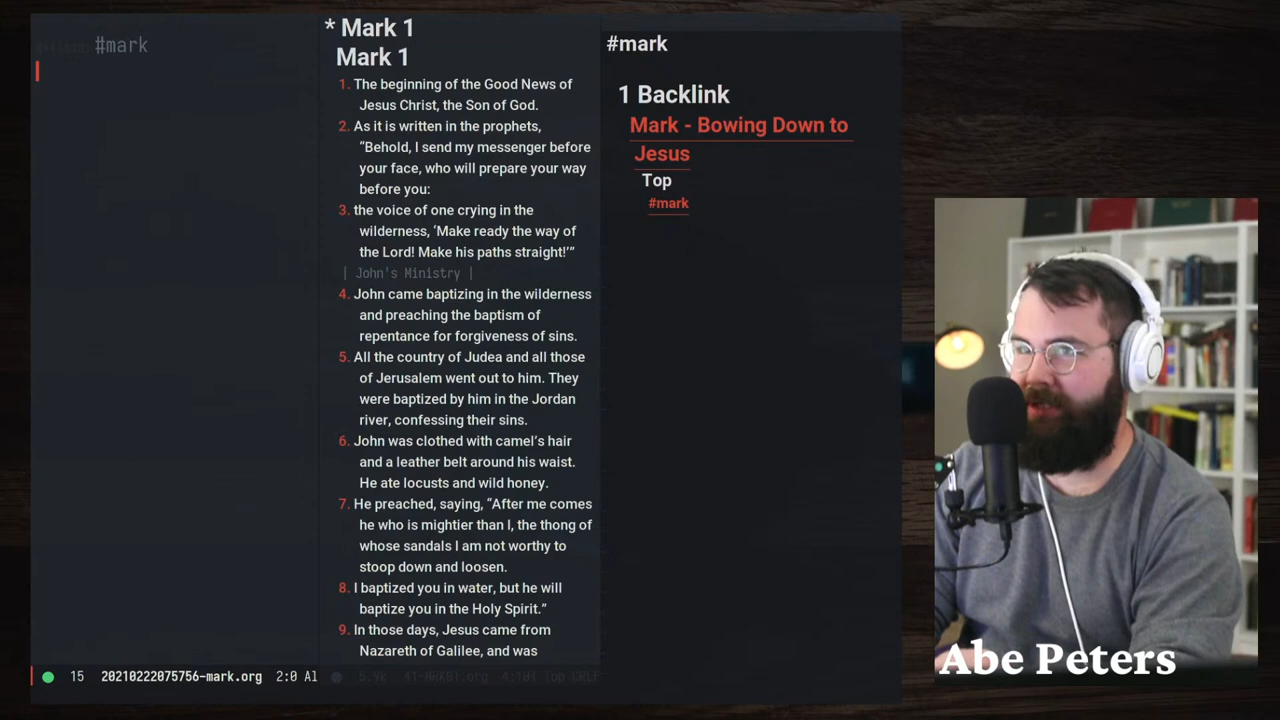 #mark
* Mark 1
Mark 1
1. The beginning of the Good News of
Jesus Christ, the Son of God.
2. As it is written in the prophets,
“Behold, I send my messenger before
your face, who will prepare your way
before you:
3. the voice of one crying in the
wilderness, ‘Make ready the way of
the Lord! Make his paths straight!’”
| John's Ministry |
4. John came baptizing in the wilderness
and preaching the baptism of
repentance for forgiveness of sins.
5. All the country of Judea and all those
of Jerusalem went out to him. They
were baptized by him in the Jordan
river, confessing their sins.
6. John was clothed with camel’s hair
and a leather belt around his waist.
He ate locusts and wild honey.
7. He preached, saying, “After me comes
he who is mightier than I, the thong of
whose sandals I am not worthy to
stoop down and loosen.
8. I baptized you in water, but he will
baptize you in the Holy Spirit.”
9. In those days, Jesus came from
Nazareth of Galilee, and was
#mark
1 Backlink
Mark - Bowing Down to
Jesus
Top
#mark
15 20210222075756-mark.org 2:0 Al
Abe Peters